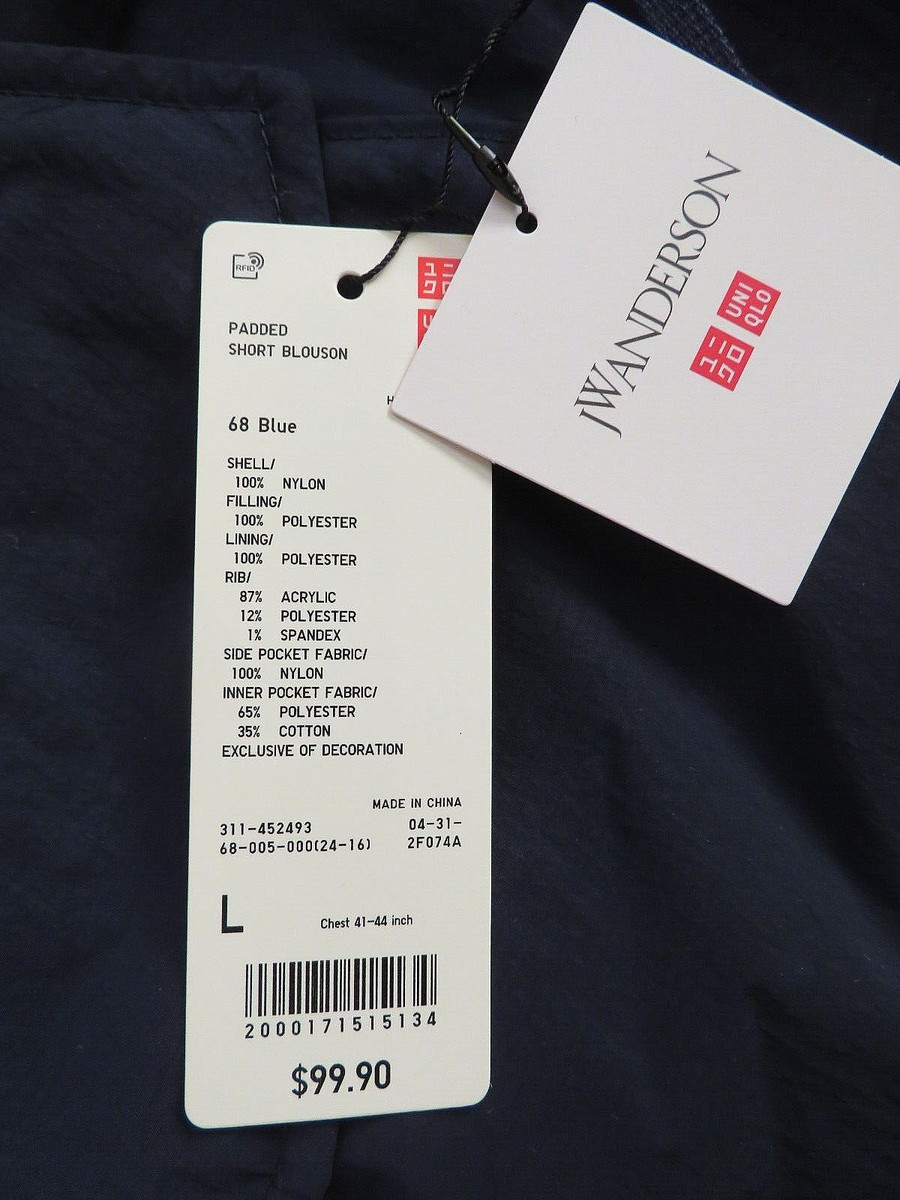 RFID
PADDED
SHORT BLOUSON
68 Blue
SHELL/
100% NYLON
FILLING/
100% POLYESTER
LINING/
100% POLYESTER
RIB/
87% ACRYLIC
12% POLYESTER
1% SPANDEX
SIDE POCKET FABRIC/
100% NYLON
INNER POCKET FABRIC/
65% POLYESTER
35% COTTON
EXCLUSIVE OF DECORATION
MADE IN CHINA
311-452493 04-31-
68-005-000(24-16) 2F074A
L Chest 41-44 inch
2000171515134
$99.90
JWANDERSON
ユニクロ
UNI
QLO